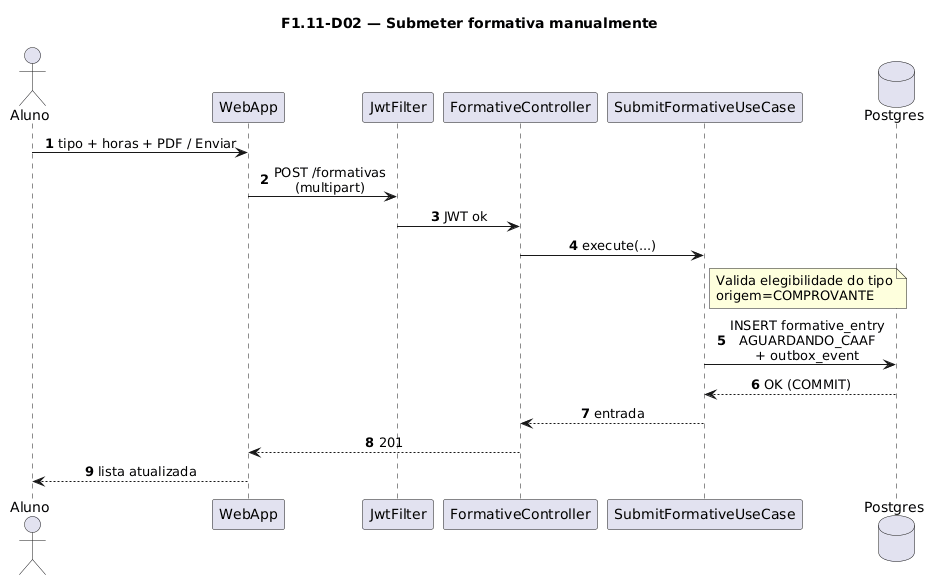 F1.11-D02 — Submeter formativa manualmente
Aluno
WebApp
JwtFilter
FormativeController
SubmitFormativeUseCase
Postgres
1 tipo + horas + PDF / Enviar
2 POST /formativas
(multipart)
3 JWT ok
4 execute(...)
Valida elegibilidade do tipo
origem=COMPROVANTE
INSERT formative_entry
5 AGUARDANDO_CAAF
+ outbox_event
6 OK (COMMIT)
7 entrada
8 201
9 lista atualizada
Aluno
WebApp
JwtFilter
FormativeController
SubmitFormativeUseCase
Postgres